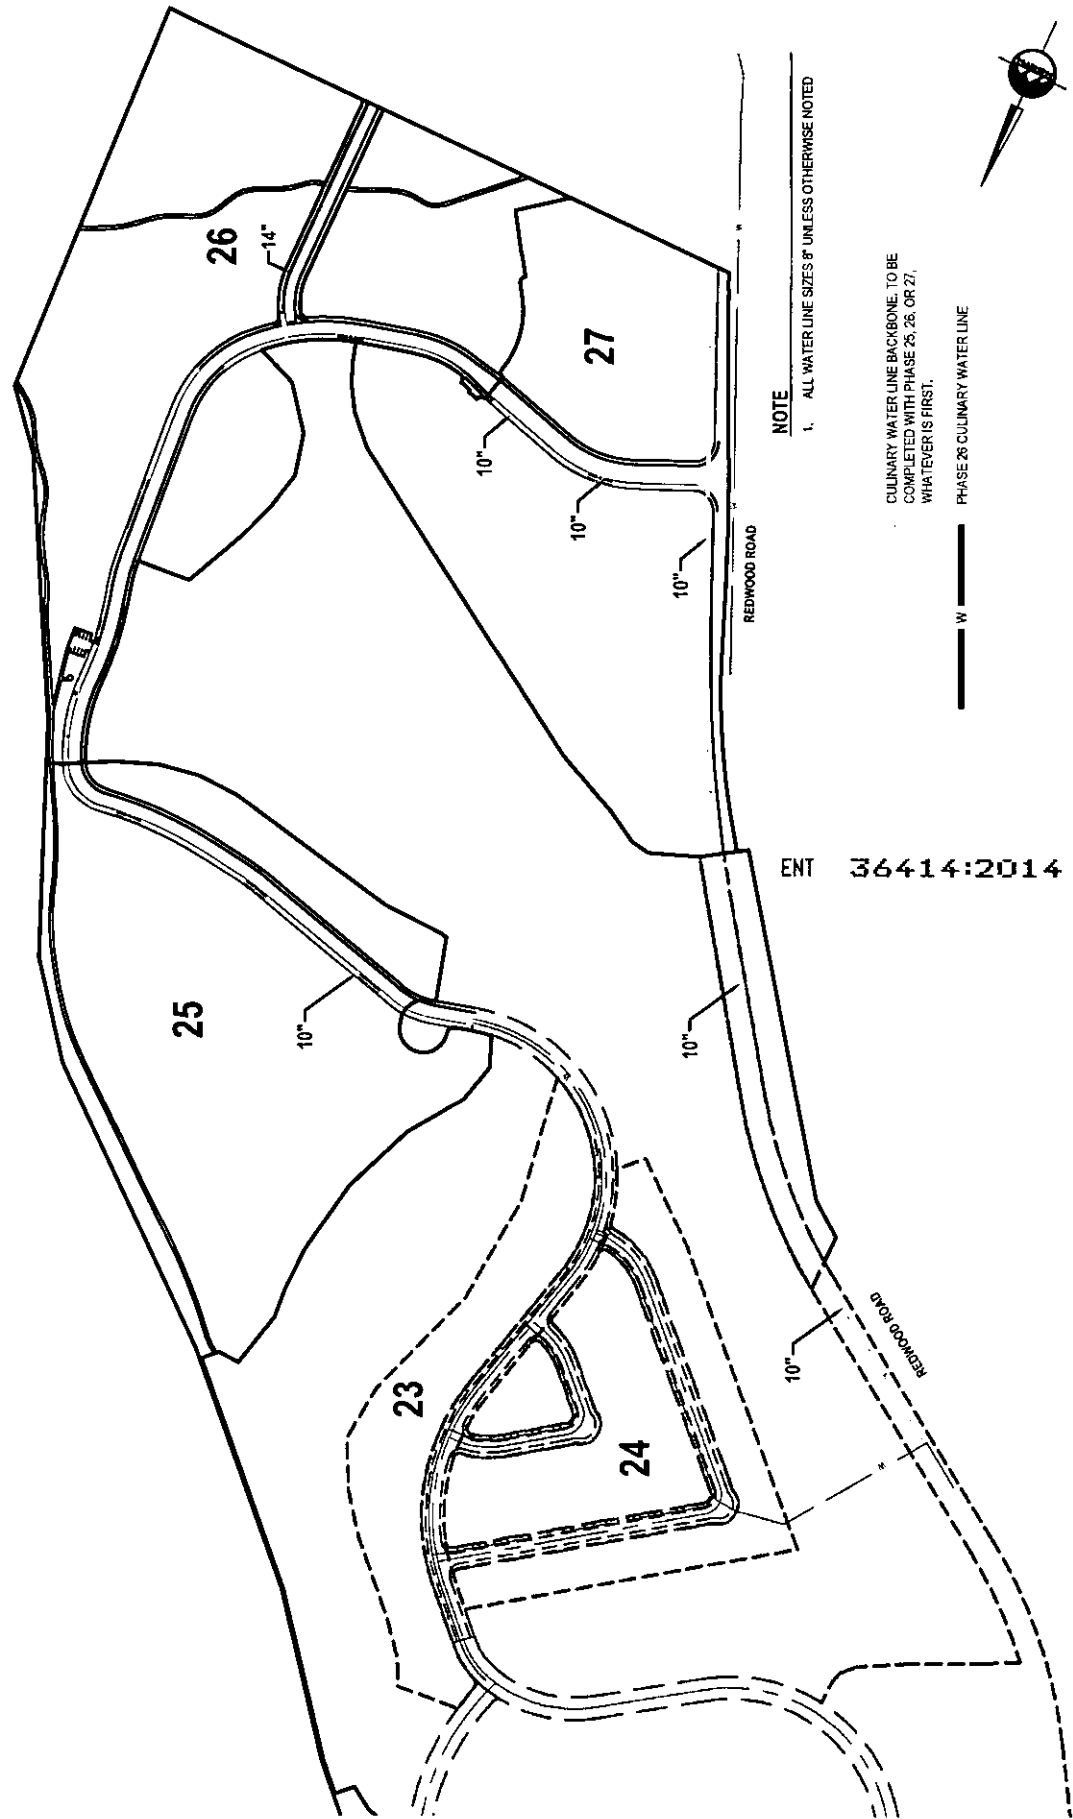 26
14"
27
10"
10"
10"
REDWOOD ROAD
NOTE
1. ALL WATER LINE SIZES 8" UNLESS OTHERWISE NOTED
CULINARY WATER LINE BACKBONE. TO BE
COMPLETED WITH PHASE 25, 26, OR 27,
WHATEVER IS FIRST.
W PHASE 26 CULINARY WATER LINE
ENT 36414:2014
25
10"
10"
23
24
10"
REDWOOD ROAD
W